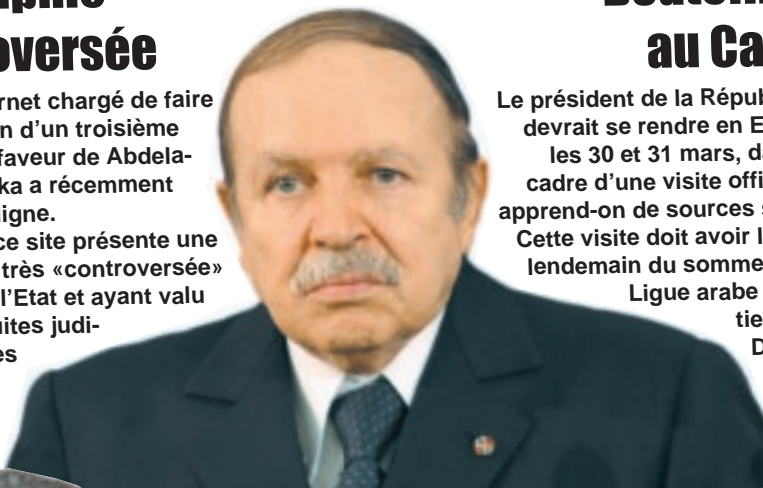 oversée
rnet chargé de faire
n d’un troisième
faveur de Abdela-
ka a récemment
igne.
ce site présente une
très «controversée»
l’Etat et ayant valu
uites judi-
es
au Ca
Le président de la Répub
devrait se rendre en E
les 30 et 31 mars, da
cadre d’une visite offi
apprend-on de sources s
Cette visite doit avoir l
lendemain du somme
Ligue arabe
tie
D